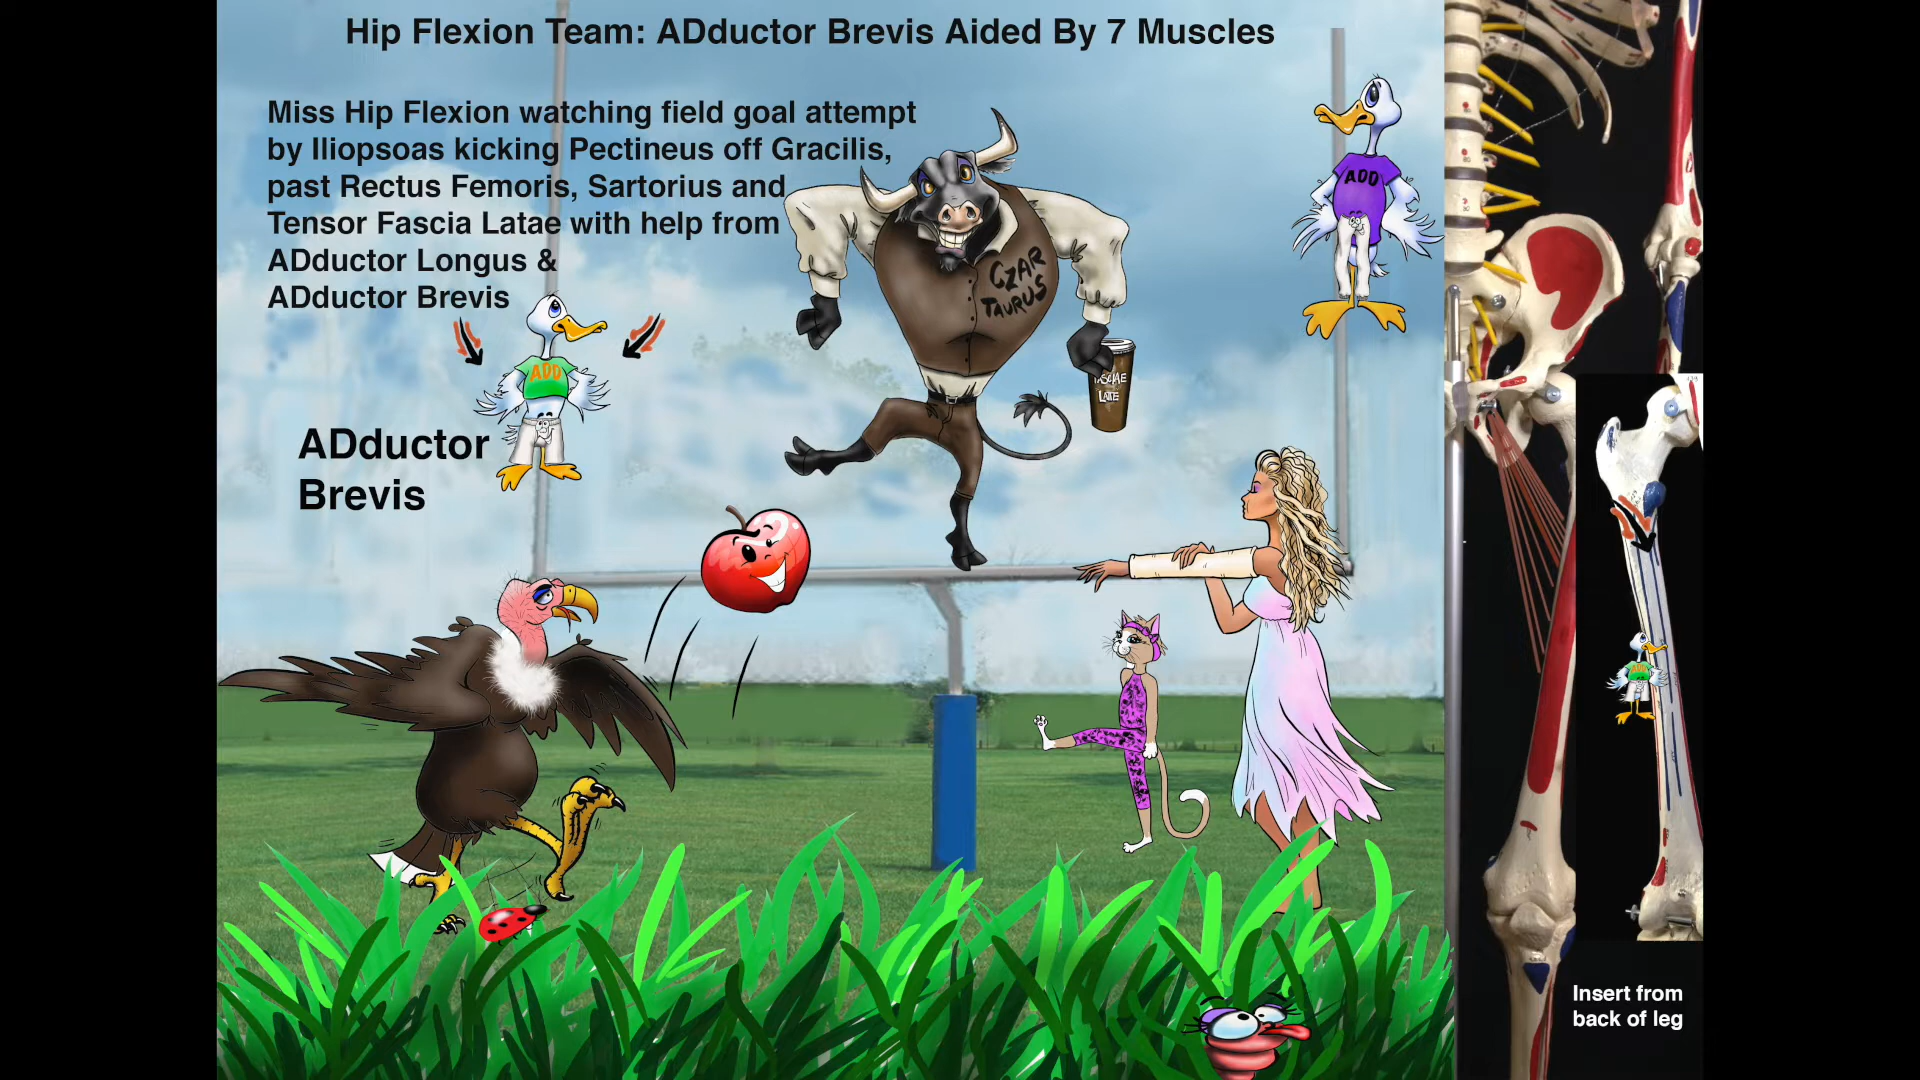 Hip Flexion Team: ADductor Brevis Aided By 7 Muscles
Miss Hip Flexion watching field goal attempt
by Iliopsoas kicking Pectineus off Gracilis,
past Rectus Femoris, Sartorius and
Tensor Fascia Latae with help from
ADductor Longus &
ADductor Brevis
ADD
CZAR
TAURUS
LATTE
ADD
ADductor
Brevis
ADD
Insert from
back of leg